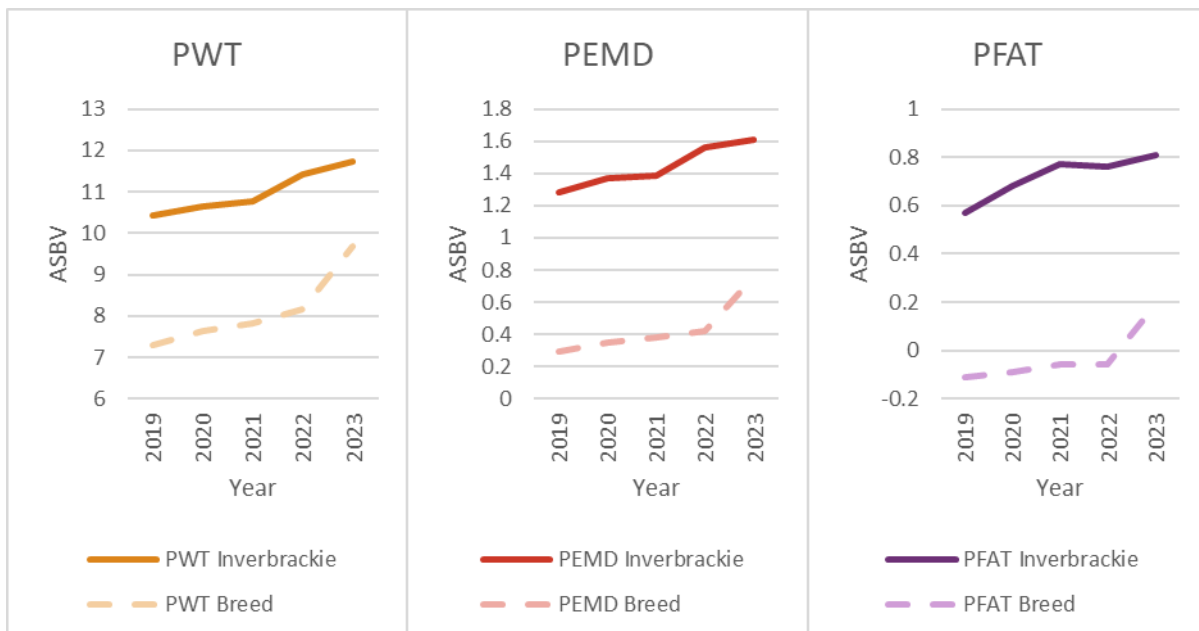 PWT
ASBV
13
12
11
10
9
8
7
6
2019
2020
2021
2022
2023
Year
PWT Inverbrackie
PWT Breed
PEMD
ASBV
1.8
1.6
1.4
1.2
1
0.8
0.6
0.4
0.2
0
2019
2020
2021
2022
2023
Year
PEMD Inverbrackie
PEMD Breed
PFAT
ASBV
1
0.8
0.6
0.4
0.2
0
-0.2
2019
2020
2021
2022
2023
Year
PFAT Inverbrackie
PFAT Breed